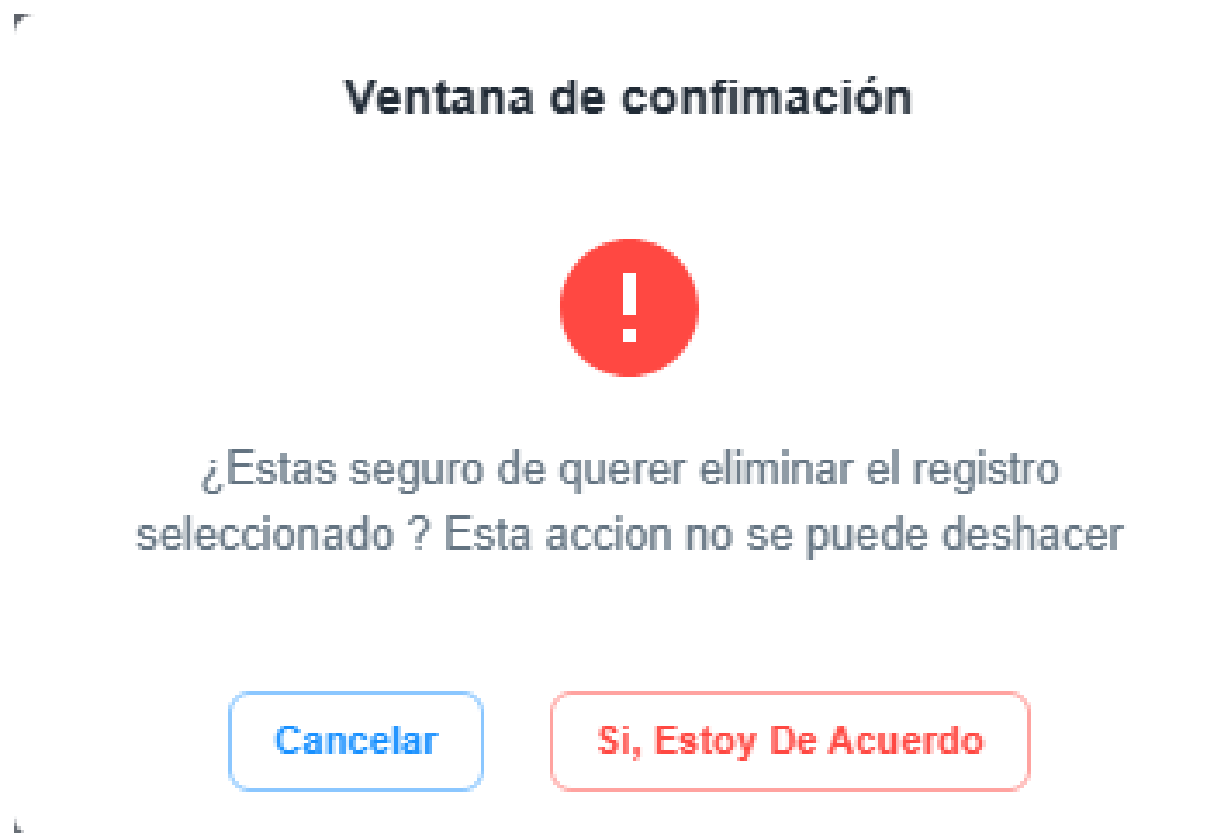 Ventana de confimación
¿Estas seguro de querer eliminar el registro
seleccionado ? Esta accion no se puede deshacer
Cancelar
Si, Estoy De Acuerdo